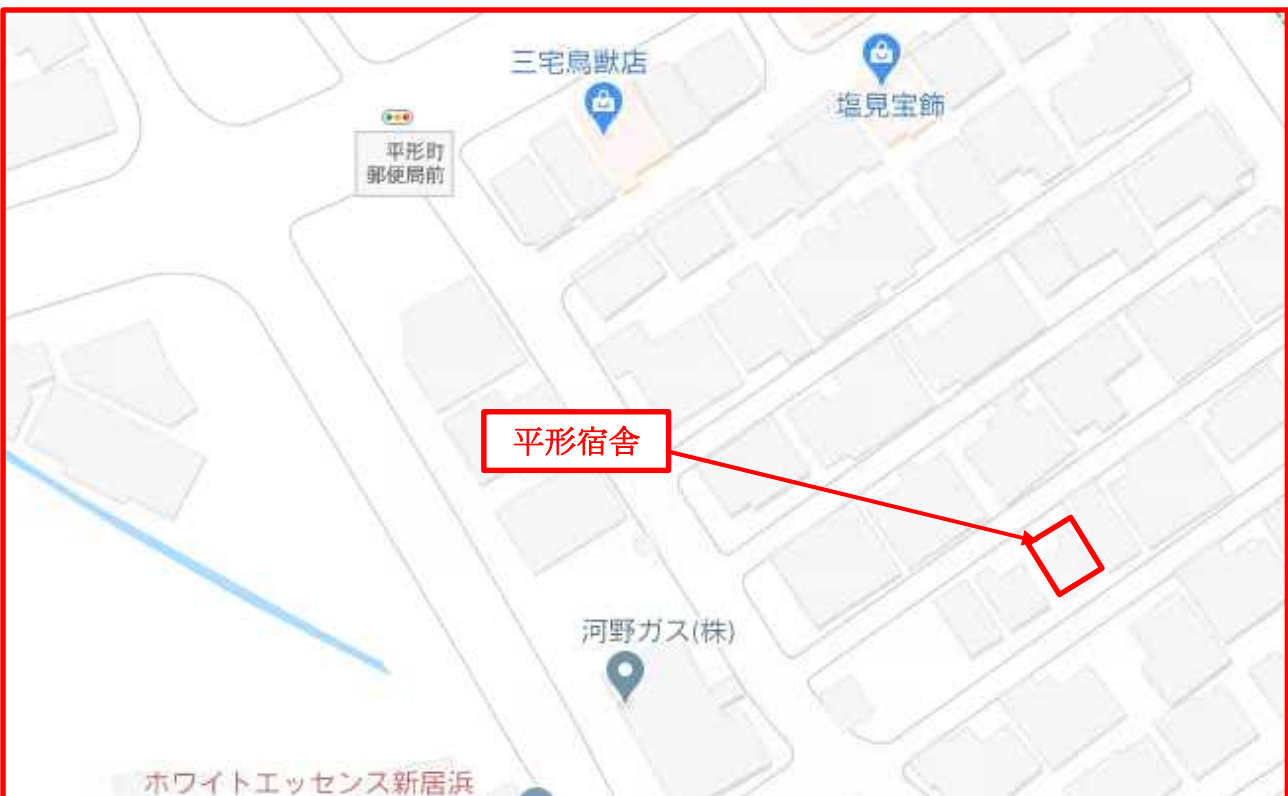 三宅鳥獣店
塩見宝飾
平形町
郵便局前
平形宿舎
河野ガス(株)
ホワイトエッセンス新居浜